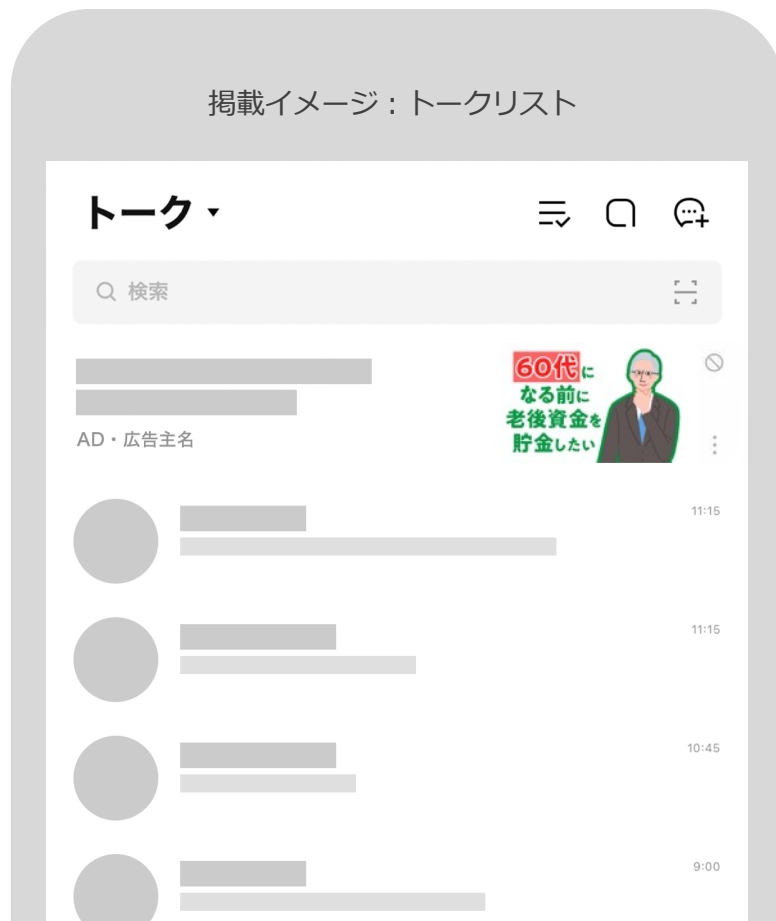 掲載イメージ：トークリスト
トーク
検索
60代に
なる前に
老後資金を
貯金したい
AD・広告主名
11:15
11:15
10:45
9:00